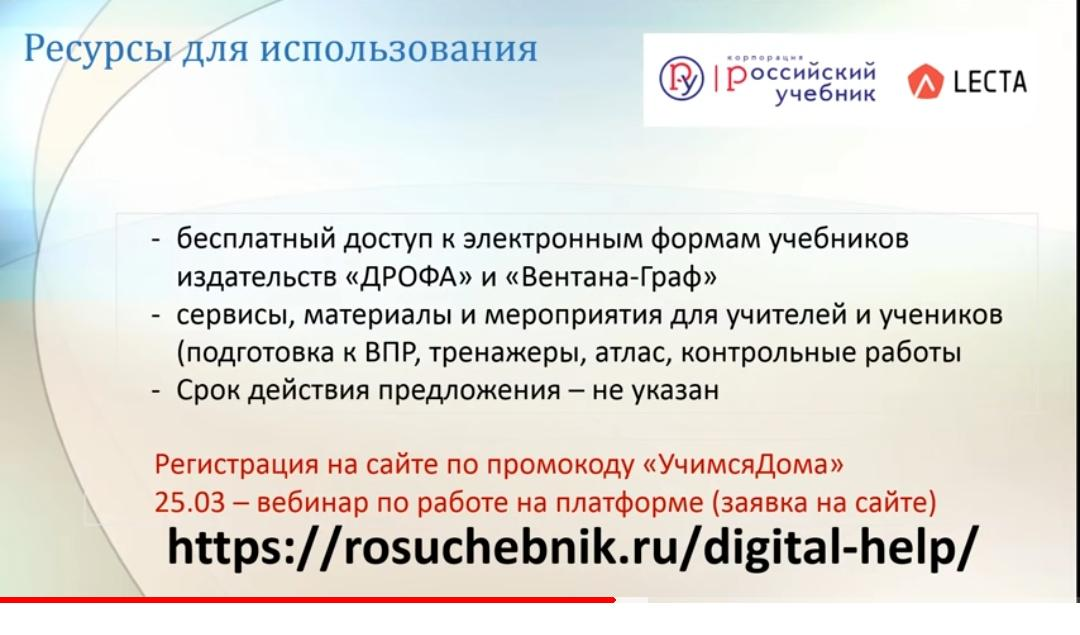 Ресурсы для использования
корпорация
Ру
Российский
учебник
LECTA
- бесплатный доступ к электронным формам учебников
издательств «ДРОФА» и «Вентана-Граф»
- сервисы, материалы и мероприятия для учителей и учеников
(подготовка к ВПР, тренажеры, атлас, контрольные работы
- Срок действия предложения – не указан
Регистрация на сайте по промокоду «УчимсяДома»
25.03 – вебинар по работе на платформе (заявка на сайте)
https://rosuchebnik.ru/digital-help/